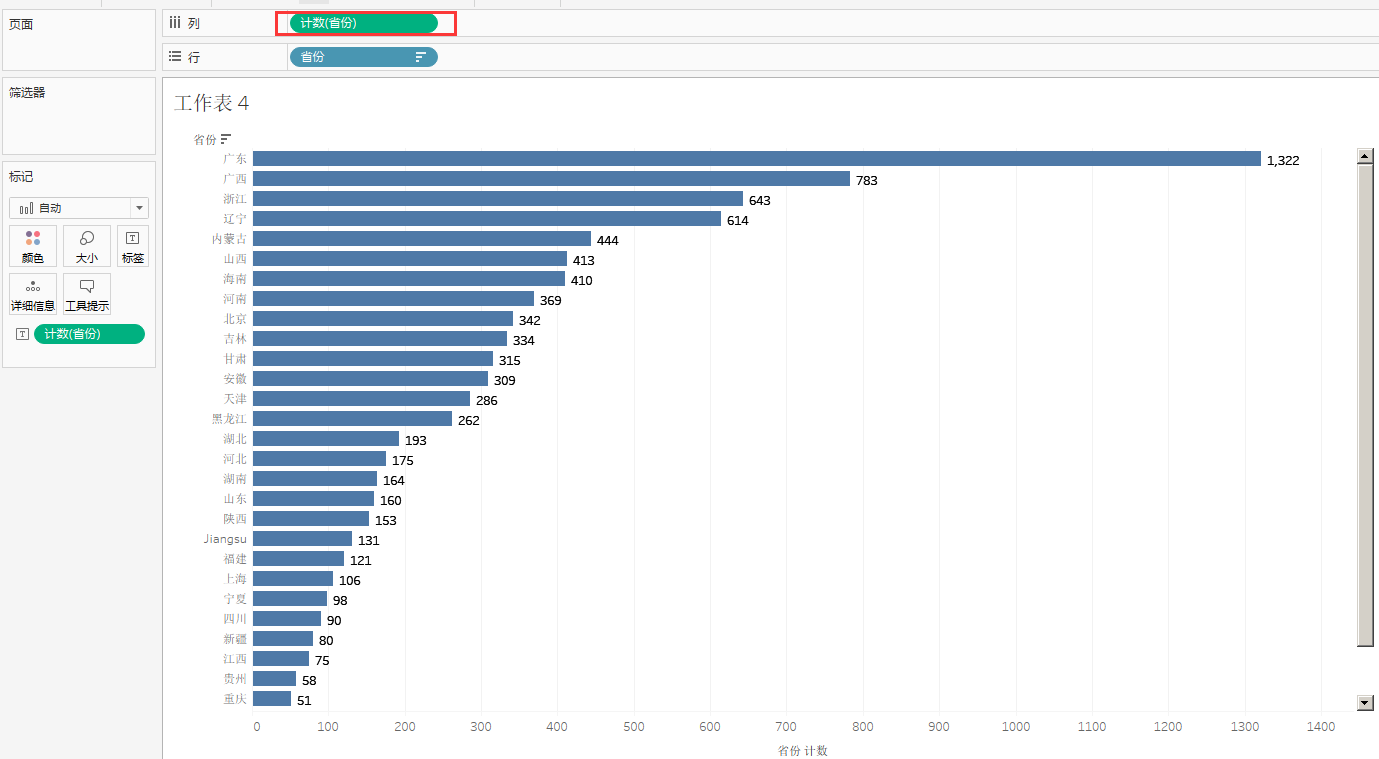 页面
列
计数(省份)
行
省份
筛选器
标记
自动
颜色
大小
标签
详细信息
工具提示
计数(省份)
工作表 4
省份
广东 1,322
广西 783
浙江 643
辽宁 614
内蒙古 444
山西 413
海南 410
河南 369
北京 342
吉林 334
甘肃 315
安徽 309
天津 286
黑龙江 262
湖北 193
河北 175
湖南 164
山东 160
陕西 153
Jiangsu 131
福建 121
上海 106
宁夏 98
四川 90
新疆 80
江西 75
贵州 58
重庆 51
0 100 200 300 400 500 600 700 800 900 1000 1100 1200 1300 1400
省份 计数